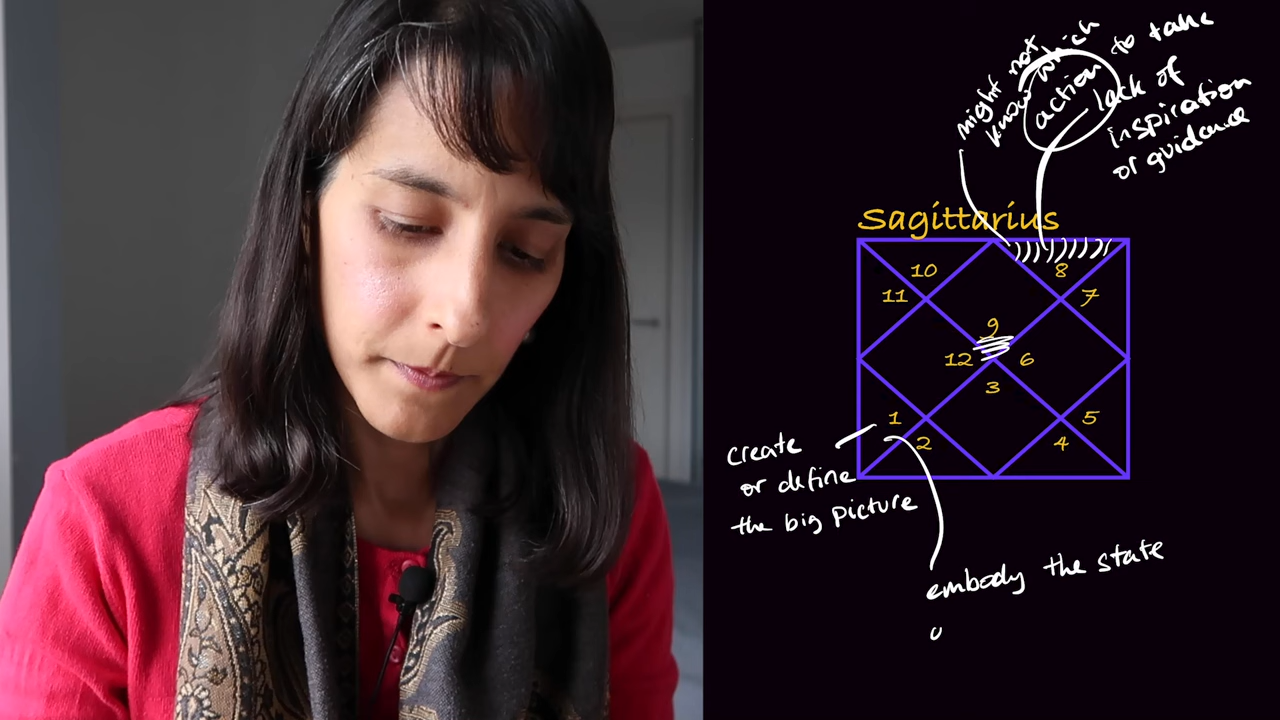 might not
know which
action to take
lack of
inspiration
or guidance
Sagittarius
10
8
11
7
9
12
6
3
1
5
2
4
create
or define
the big picture
embody the state
o